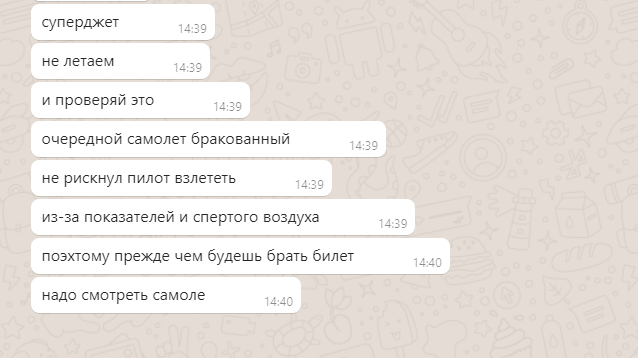 суперджет
14:39
не летаем
14:39
и проверяй это
14:39
очередной самолет бракованный
14:39
не рискнул пилот взлететь
14:39
из-за показателей и спертого воздуха
14:39
поэхтому прежде чем будешь брать билет
14:40
надо смотреть самоле
14:40